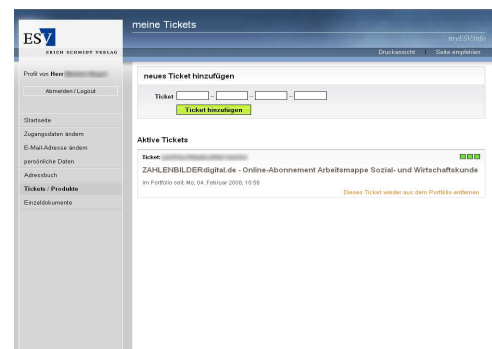 meine Tickets
ESV
ERICH SCHMIDT VERLAG
myESV.info
Druckansicht
Seite empfehlen
Profil von Herr
Abmelden / Logout
Startseite
Zugangsdaten ändern
E-Mail-Adresse ändern
persönliche Daten
Adressbuch
Tickets / Produkte
Einzeldokumente
neues Ticket hinzufügen
Ticket – – –
Ticket hinzufügen
Aktive Tickets
Ticket:
ZAHLENBILDERdigital.de - Online-Abonnement Arbeitsmappe Sozial- und Wirtschaftskunde
Im Portfolio seit: Mo, 04. Februar 2008, 10:56
Dieses Ticket wieder aus dem Portfolio entfernen